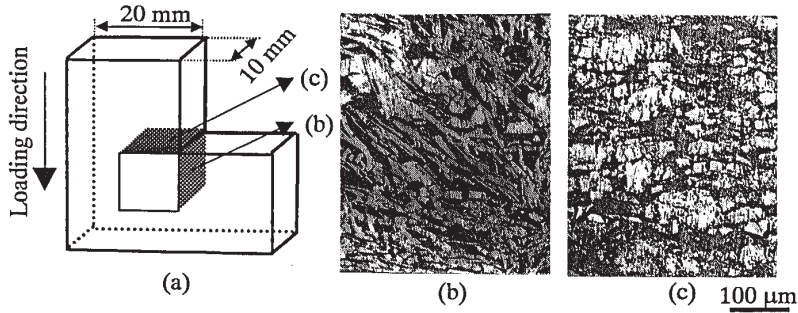 20 mm
10 mm
(c)
(b)
Loading direction
(a)
(b)
(c)
100 μm